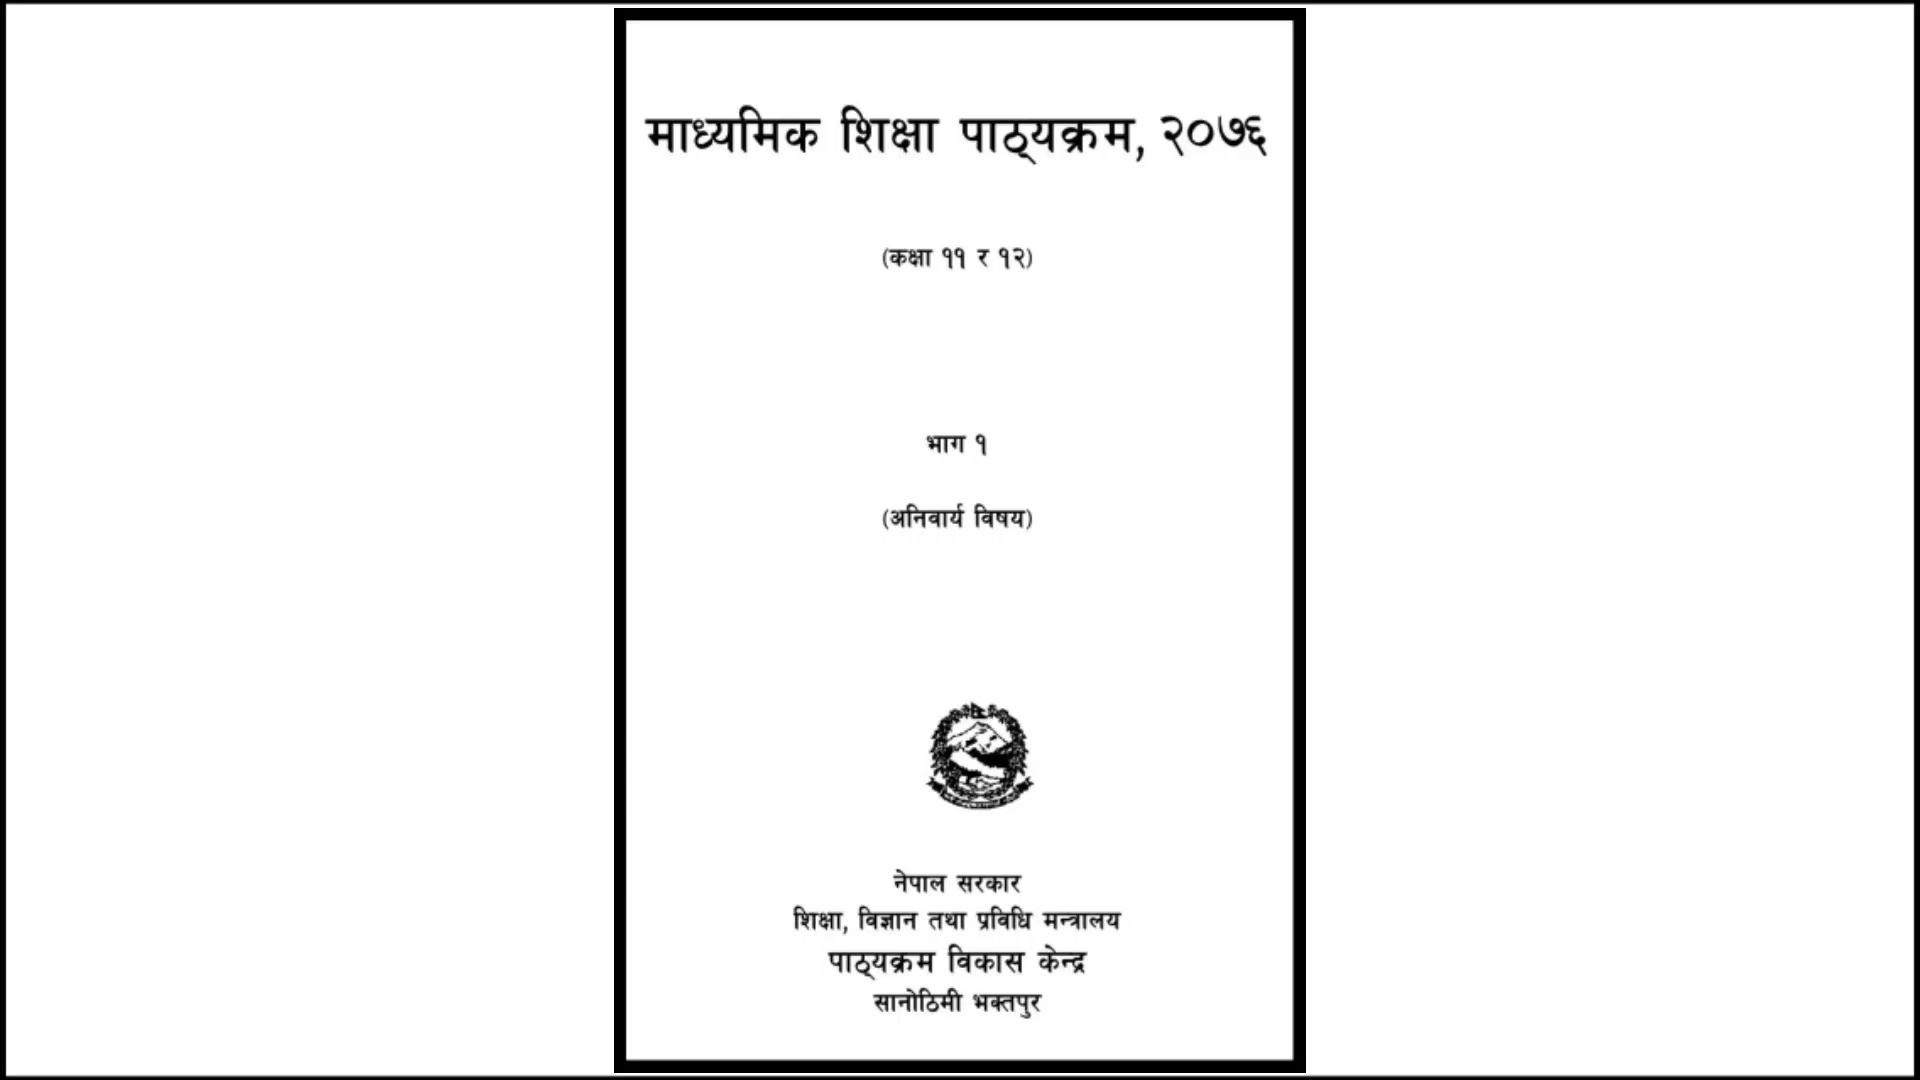 माध्यमिक शिक्षा पाठ्यक्रम, २०७६
(कक्षा ११ र १२)
भाग १
(अनिवार्य विषय)
नेपाल सरकार
शिक्षा, विज्ञान तथा प्रविधि मन्त्रालय
पाठ्यक्रम विकास केन्द्र
सानोठिमी भक्तपुर